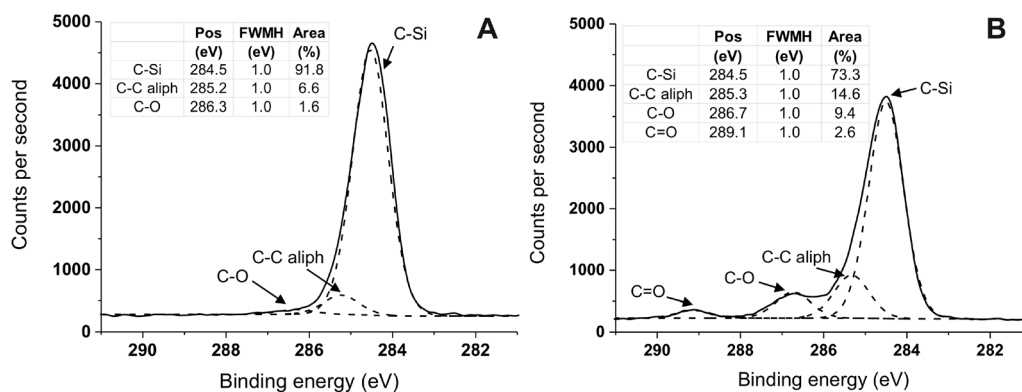 A
Pos FWHM Area
(eV) (eV) (%)
C-Si 284.5 1.0 91.8
C-C aliph 285.2 1.0 6.6
C-O 286.3 1.0 1.6
C-Si
C-C aliph
C-O
5000
4000
3000
2000
1000
0
Counts per second
290 288 286 284 282
Binding energy (eV)
B
Pos FWHM Area
(eV) (eV) (%)
C-Si 284.5 1.0 73.3
C-C aliph 285.3 1.0 14.6
C-O 286.7 1.0 9.4
C=O 289.1 1.0 2.6
C-Si
C-C aliph
C-O
C=O
5000
4000
3000
2000
1000
0
Counts per second
290 288 286 284 282
Binding energy (eV)